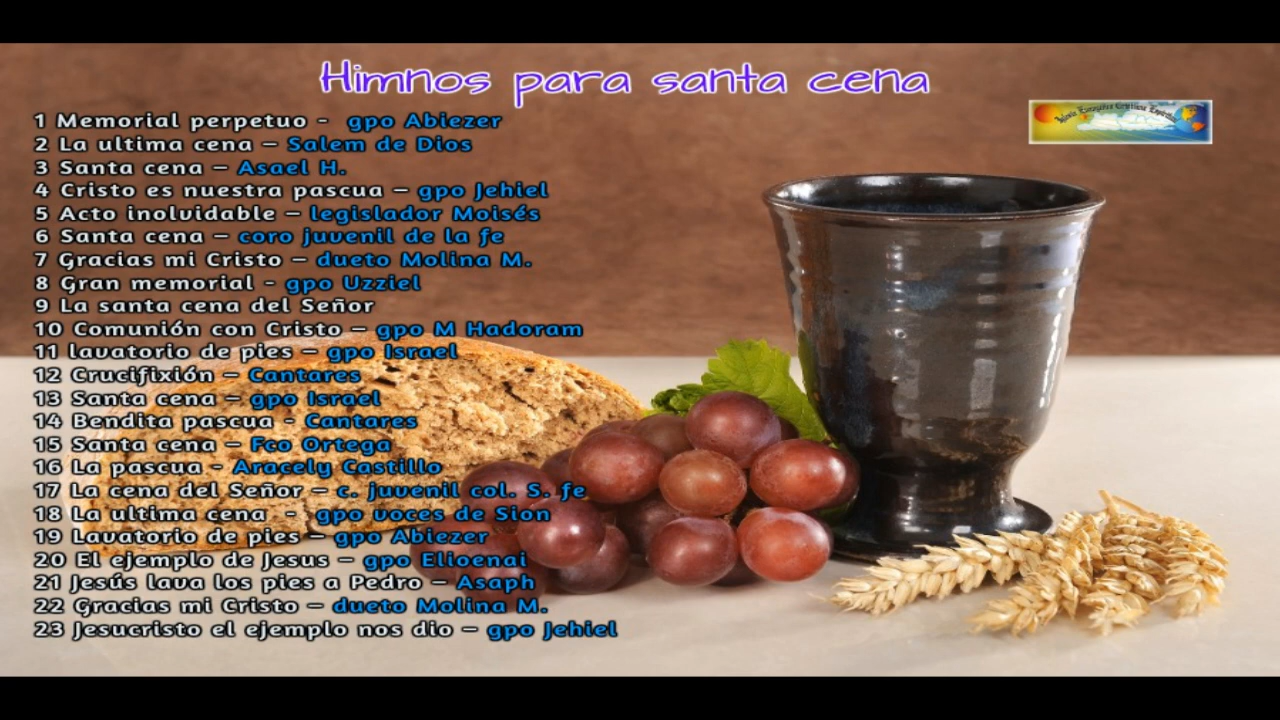 Himnos para santa cena
Iglesia Evangélica Cristiana Espiritual
1 Memorial perpetuo - gpo Abiezer
2 La ultima cena – Salem de Dios
3 Santa cena – Asael H.
4 Cristo es nuestra pascua – gpo Jehiel
5 Acto inolvidable – legislador Moisés
6 Santa cena – coro juvenil de la fe
7 Gracias mi Cristo – dueto Molina M.
8 Gran memorial - gpo Uzziel
9 La santa cena del Señor
10 Comunión con Cristo – gpo M Hadoram
11 lavatorio de pies – gpo Israel
12 Crucifixión – Cantares
13 Santa cena – gpo Israel
14 Bendita pascua - Cantares
15 Santa cena – Fco Ortega
16 La pascua - Aracely Castillo
17 La cena del Señor – c. juvenil col. S. fe
18 La ultima cena - gpo voces de Sion
19 Lavatorio de pies – gpo Abiezer
20 El ejemplo de Jesus – gpo Elioenai
21 Jesús lava los pies a Pedro – Asaph
22 Gracias mi Cristo – dueto Molina M.
23 Jesucristo el ejemplo nos dio – gpo Jehiel